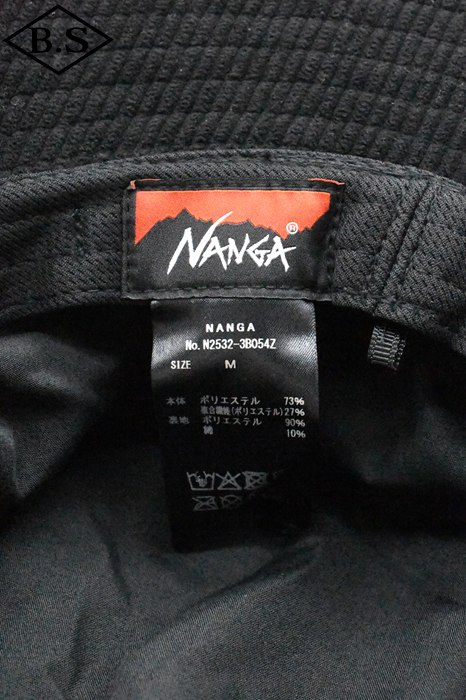 B.S
NANGA®
NANGA
No. N2532-3B054Z
SIZE M
本体 ポリエステル 73%
複合繊維(ポリエステル)27%
裏地 ポリエステル 90%
綿 10%